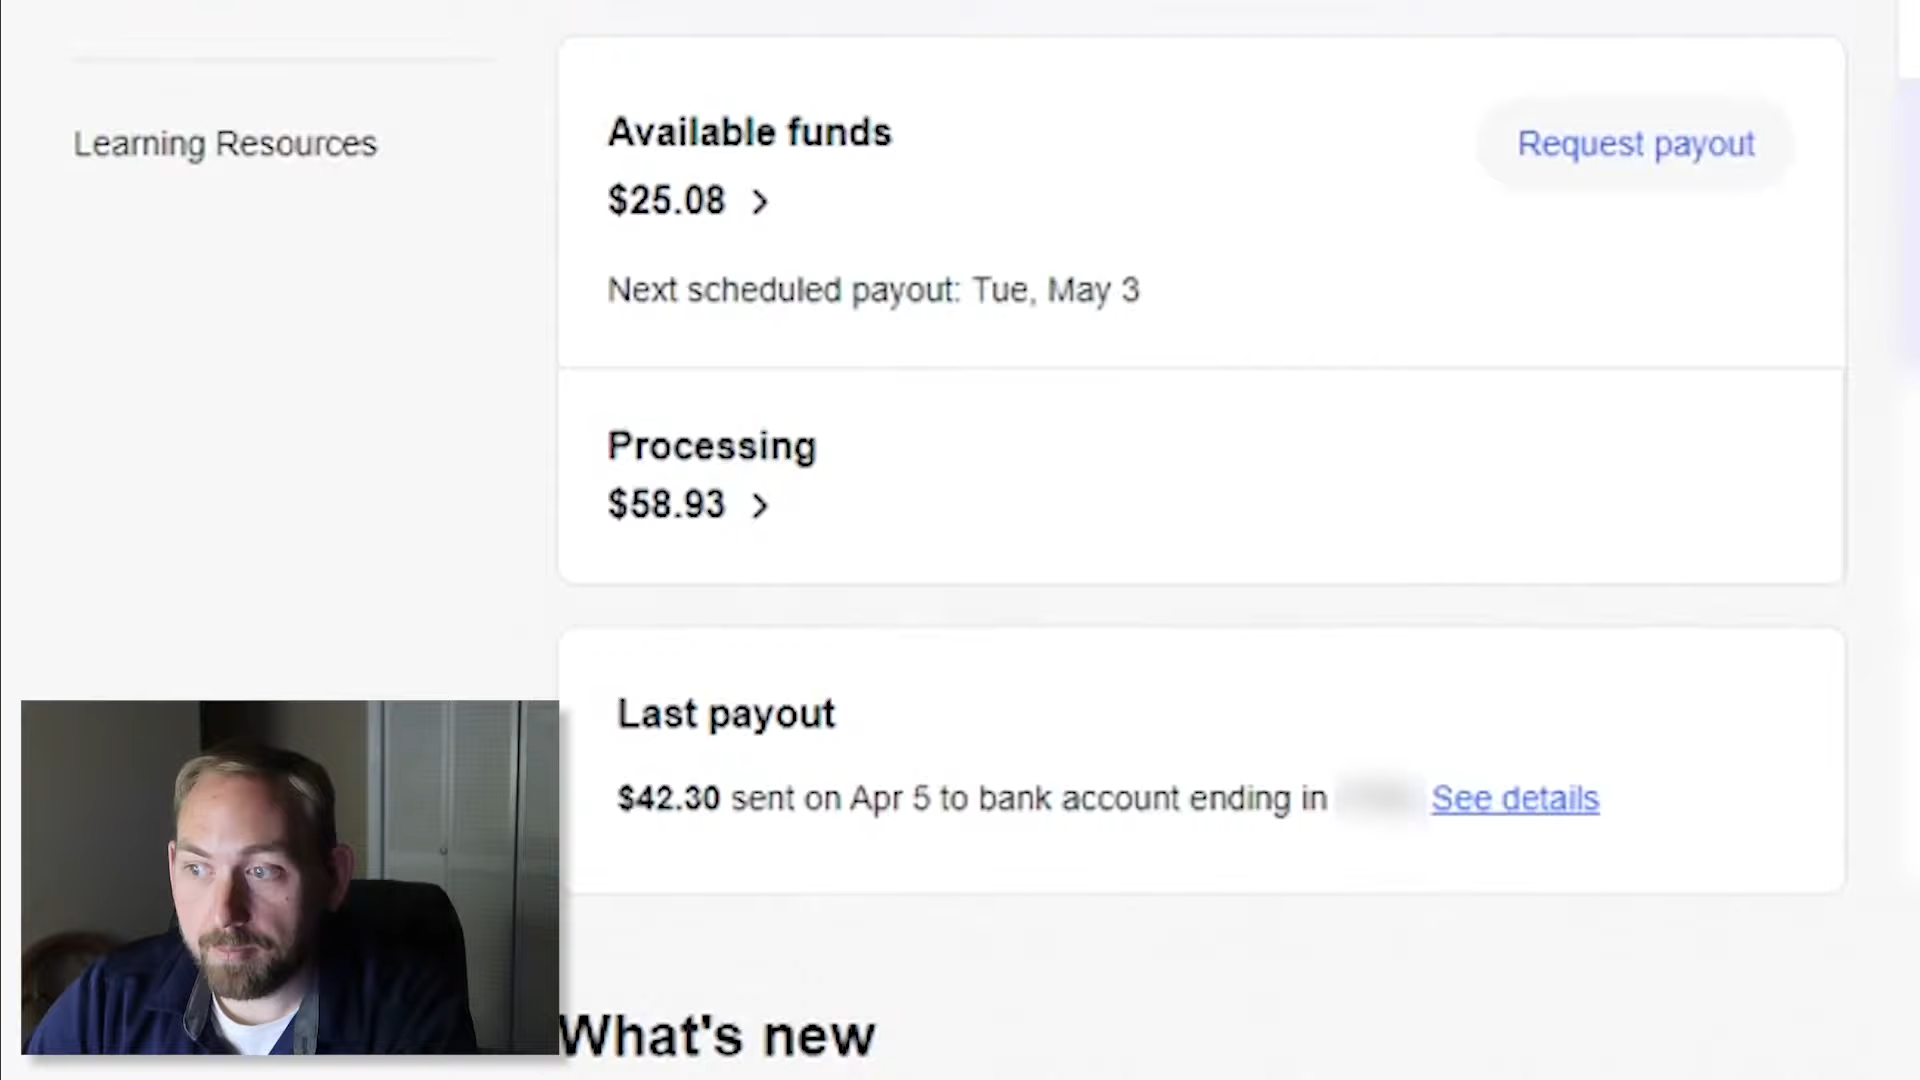 Learning Resources
Available funds
Request payout
$25.08 >
Next scheduled payout: Tue, May 3
Processing
$58.93 >
Last payout
$42.30 sent on Apr 5 to bank account ending in See details
What's new